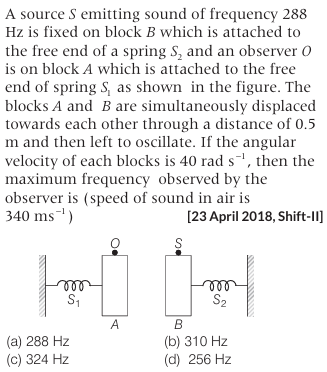 A source S emitting sound of frequency 288
Hz is fixed on block B which is attached to
the free end of a spring S₂ and an observer O
is on block A which is attached to the free
end of spring S₁ as shown in the figure. The
blocks A and B are simultaneously displaced
towards each other through a distance of 0.5
m and then left to oscillate. If the angular
velocity of each blocks is 40 rad s⁻¹, then the
maximum frequency observed by the
observer is (speed of sound in air is
340 ms⁻¹) [23 April 2018, Shift-II]
O S
S₁ S₂
A B
(a) 288 Hz (b) 310 Hz
(c) 324 Hz (d) 256 Hz